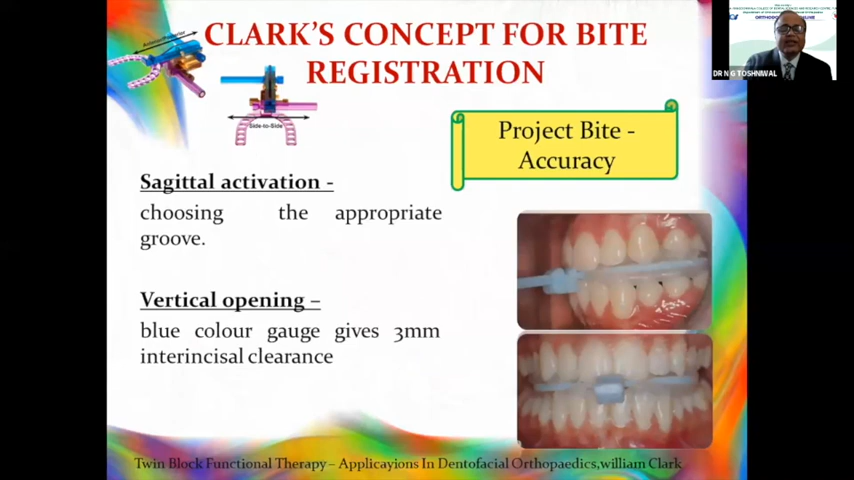 CLARK'S CONCEPT FOR BITE
REGISTRATION
Side-to-Side
Project Bite -
Accuracy
Sagittal activation -
choosing the appropriate
groove.
Vertical opening –
blue colour gauge gives 3mm
interincisal clearance
Twin Block Functional Therapy – Applicayions In Dentofacial Orthopaedics,william Clark
DR N G TOSHNIWAL